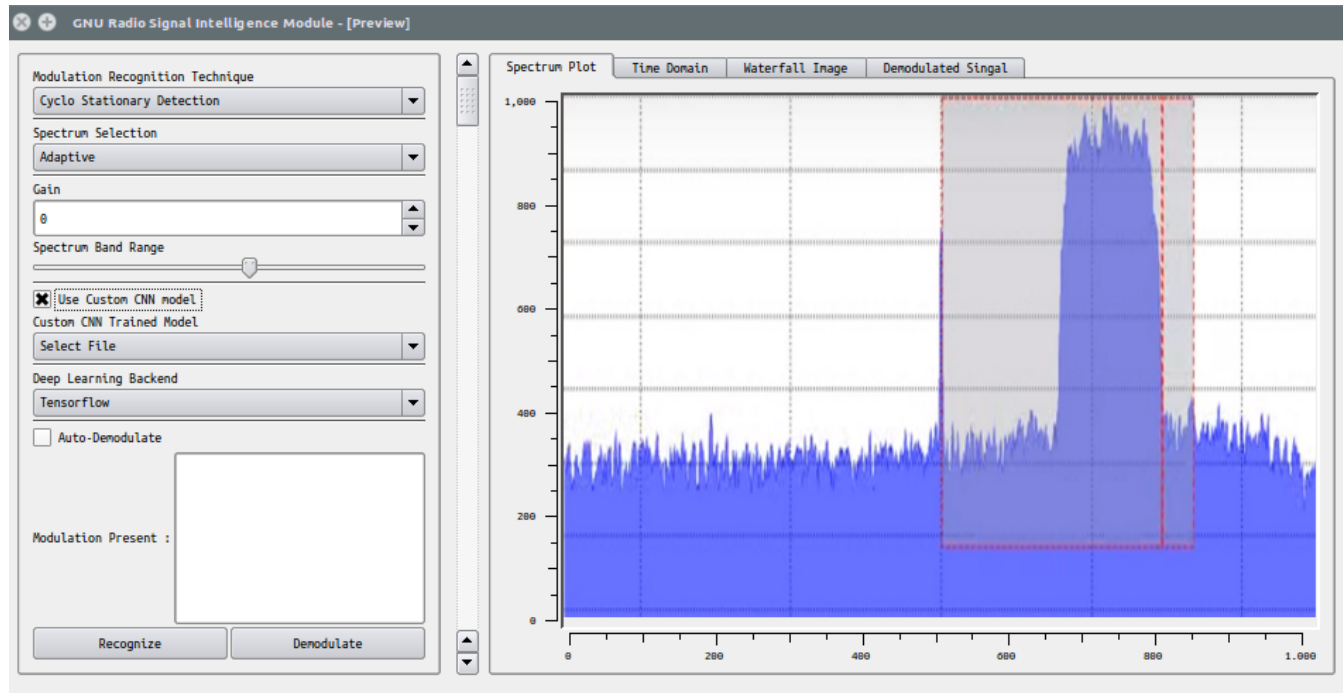 GNU Radio Signal Intelligence Module - [Preview]
Modulation Recognition Technique
Cyclo Stationary Detection
Spectrum Selection
Adaptive
Gain
0
Spectrum Band Range
Use Custom CNN model
Custom CNN Trained Model
Select File
Deep Learning Backend
Tensorflow
Auto-Demodulate
Modulation Present :
Recognize Demodulate
Spectrum Plot Time Domain Waterfall Image Demodulated Singal
1,000
800
600
400
200
0
0 200 400 600 800 1.000